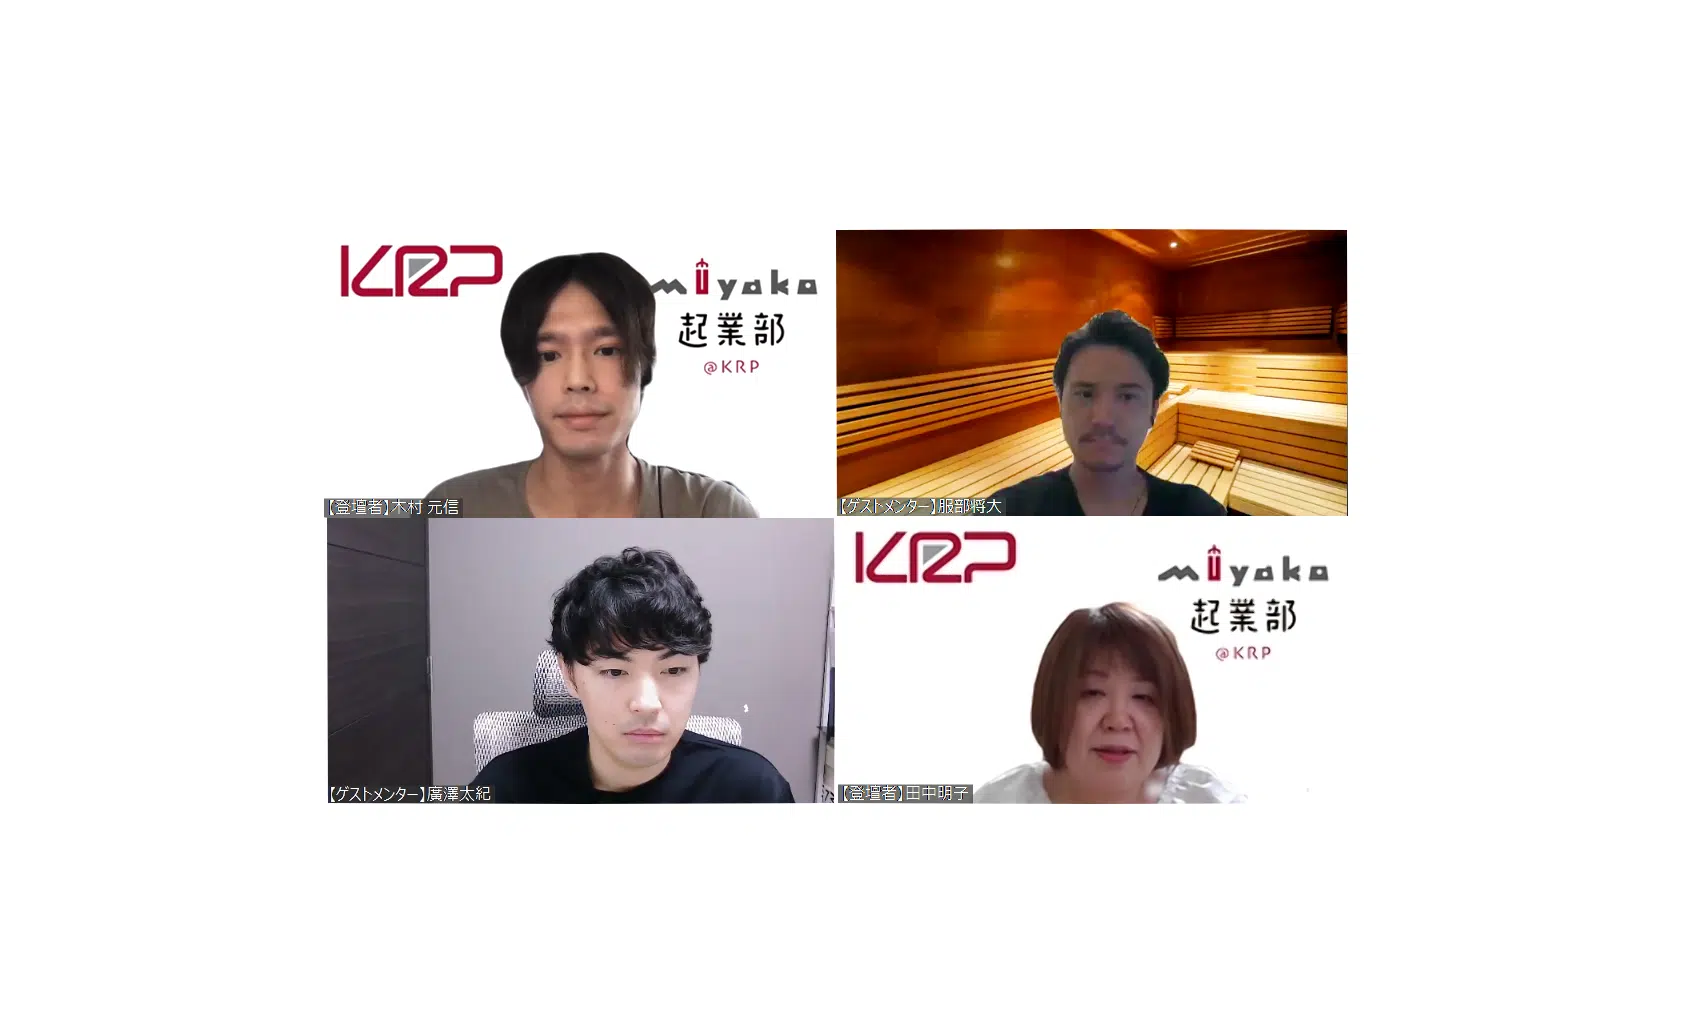 KRP
miyako
起業部
@KRP
【登壇者】木村 元信
【ゲストメンター】服部将大
【ゲストメンター】廣澤太紀
KRP
miyako
起業部
@KRP
【登壇者】田中明子